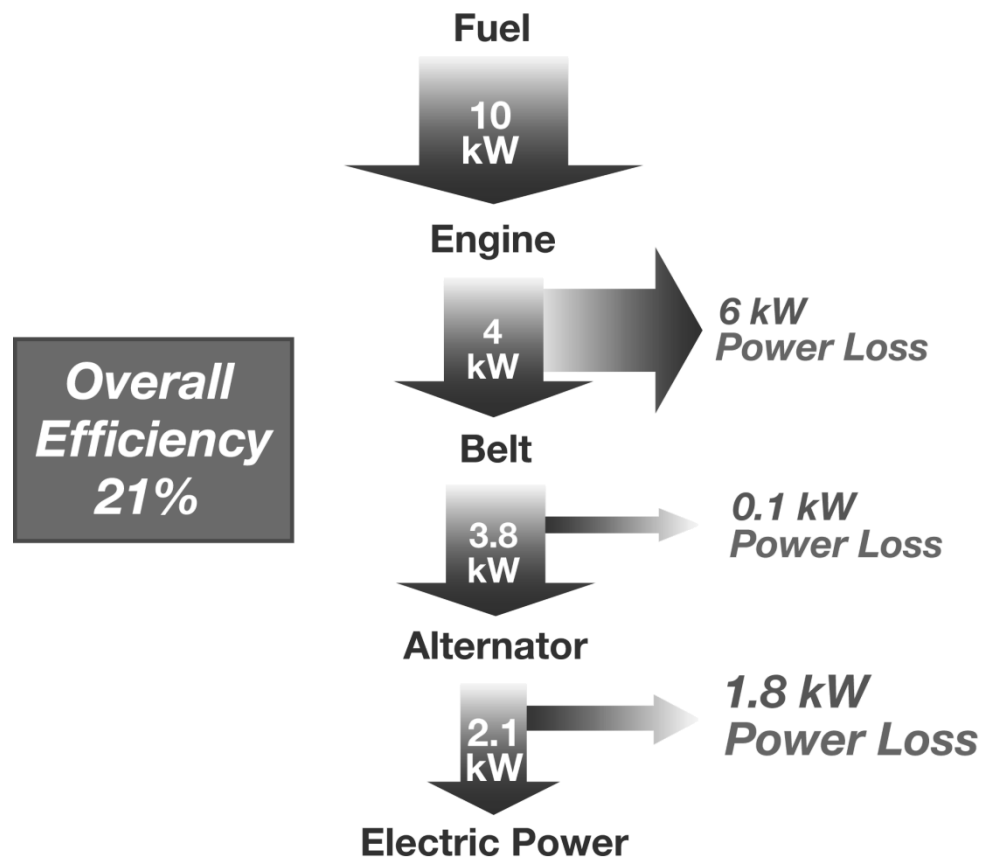 Fuel
10
kW
Engine
4
kW
6 kW
Power Loss
Overall
Efficiency
21%
Belt
3.8
kW
0.1 kW
Power Loss
Alternator
2.1
kW
1.8 kW
Power Loss
Electric Power